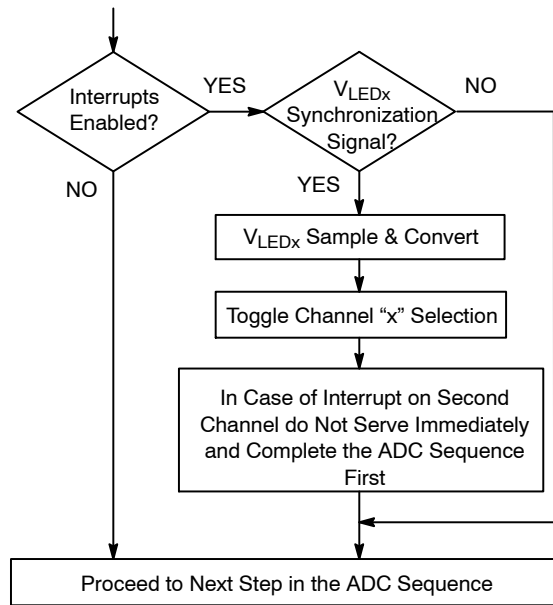 Interrupts
Enabled?
YES
V_LEDx
Synchronization
Signal?
NO
NO
YES
V_LEDx Sample & Convert
Toggle Channel “x” Selection
In Case of Interrupt on Second
Channel do Not Serve Immediately
and Complete the ADC Sequence
First
Proceed to Next Step in the ADC Sequence